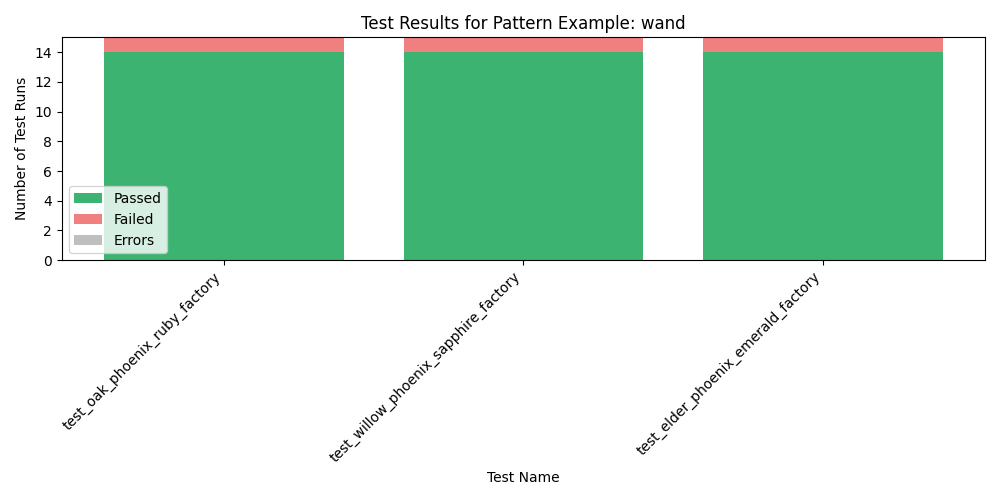 Test Results for Pattern Example: wand
Number of Test Runs
14
12
10
8
6
4
2
0
Passed
Failed
Errors
test_oak_phoenix_ruby_factory
test_willow_phoenix_sapphire_factory
test_elder_phoenix_emerald_factory
Test Name